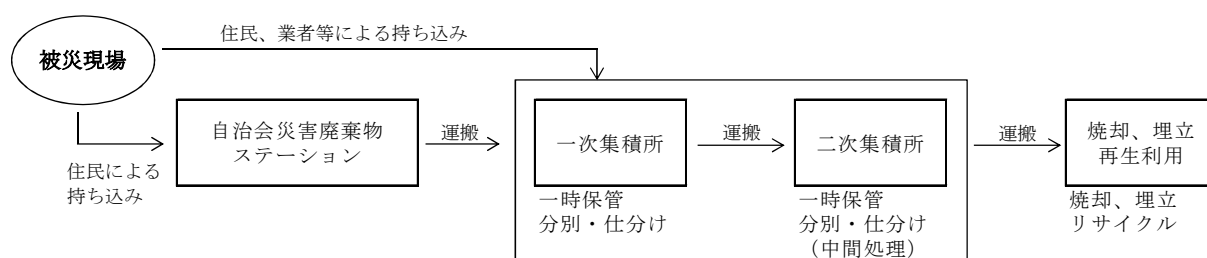 住民、業者等による持ち込み
被災現場
自治会災害廃棄物
ステーション
運搬
一次集積所
運搬
二次集積所
運搬
焼却、埋立
再生利用
住民による
持ち込み
一時保管
分別・仕分け
一時保管
分別・仕分け
（中間処理）
焼却、埋立
リサイクル